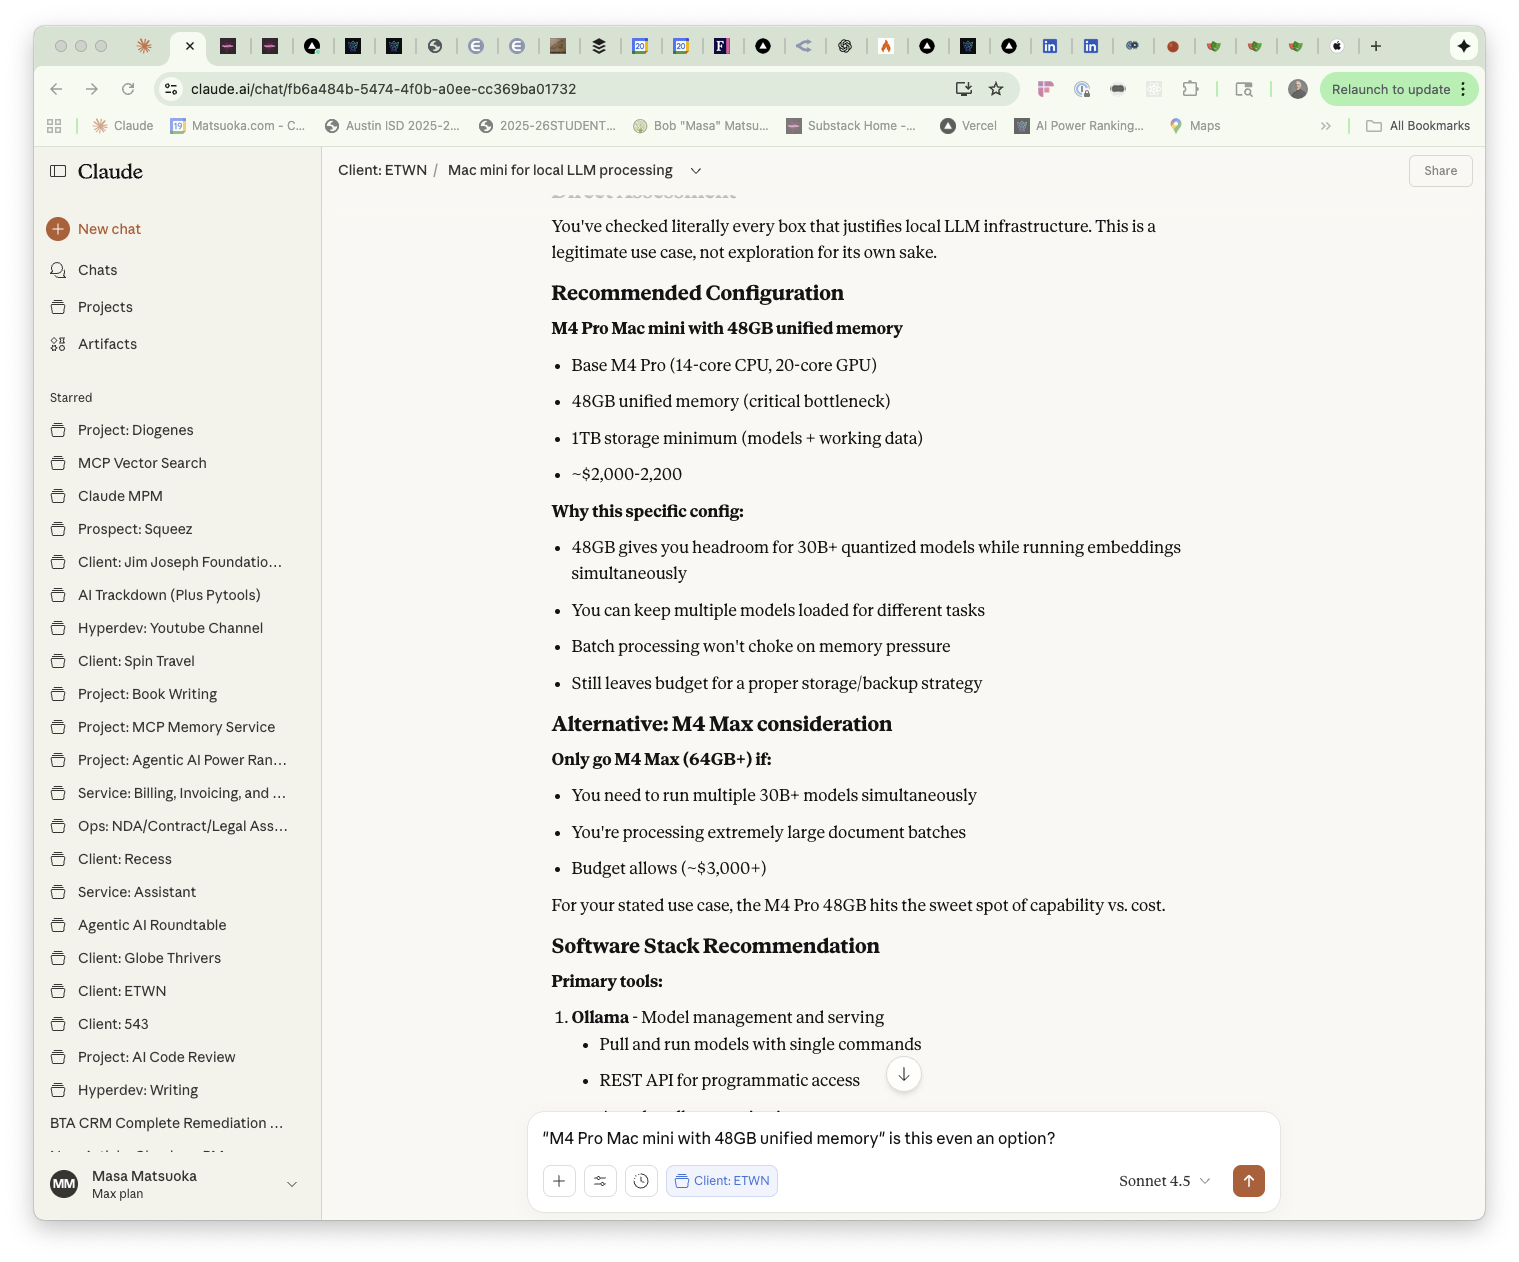 claude.ai/chat/fb6a484b-5474-4f0b-a0ee-cc369ba01732
Relaunch to update
Claude
Matsuoka.com - C...
Austin ISD 2025-2...
2025-26STUDENT...
Bob "Masa" Matsu...
Substack Home -...
Vercel
AI Power Ranking...
Maps
All Bookmarks
Claude
Client: ETWN / Mac mini for local LLM processing
Share
New chat
Chats
Projects
Artifacts
Starred
Project: Diogenes
MCP Vector Search
Claude MPM
Prospect: Squeez
Client: Jim Joseph Foundatio...
AI Trackdown (Plus Pytools)
Hyperdev: Youtube Channel
Client: Spin Travel
Project: Book Writing
Project: MCP Memory Service
Project: Agentic AI Power Ran...
Service: Billing, Invoicing, and ...
Ops: NDA/Contract/Legal Ass...
Client: Recess
Service: Assistant
Agentic AI Roundtable
Client: Globe Thrivers
Client: ETWN
Client: 543
Project: AI Code Review
Hyperdev: Writing
BTA CRM Complete Remediation ...
MM
Masa Matsuoka
Max plan
Direct Assessment
You've checked literally every box that justifies local LLM infrastructure. This is a
legitimate use case, not exploration for its own sake.
Recommended Configuration
M4 Pro Mac mini with 48GB unified memory
• Base M4 Pro (14-core CPU, 20-core GPU)
• 48GB unified memory (critical bottleneck)
• 1TB storage minimum (models + working data)
• ~$2,000-2,200
Why this specific config:
• 48GB gives you headroom for 30B+ quantized models while running embeddings
simultaneously
• You can keep multiple models loaded for different tasks
• Batch processing won't choke on memory pressure
• Still leaves budget for a proper storage/backup strategy
Alternative: M4 Max consideration
Only go M4 Max (64GB+) if:
• You need to run multiple 30B+ models simultaneously
• You're processing extremely large document batches
• Budget allows (~$3,000+)
For your stated use case, the M4 Pro 48GB hits the sweet spot of capability vs. cost.
Software Stack Recommendation
Primary tools:
1. Ollama - Model management and serving
• Pull and run models with single commands
• REST API for programmatic access
"M4 Pro Mac mini with 48GB unified memory" is this even an option?
Client: ETWN
Sonnet 4.5